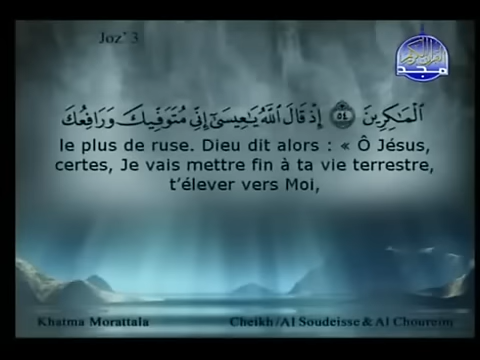 Joz' 3
المجد
ٱلْمَـٰكِرِينَ ۝٥٤ إِذْ قَالَ ٱللَّهُ يَـٰعِيسَىٰٓ إِنِّى مُتَوَفِّيكَ وَرَافِعُكَ
le plus de ruse. Dieu dit alors : « Ô Jésus,
certes, Je vais mettre fin à ta vie terrestre,
t’élever vers Moi,
Khatma Morattala
Cheikh/Al Soudeisse & Al Choureim